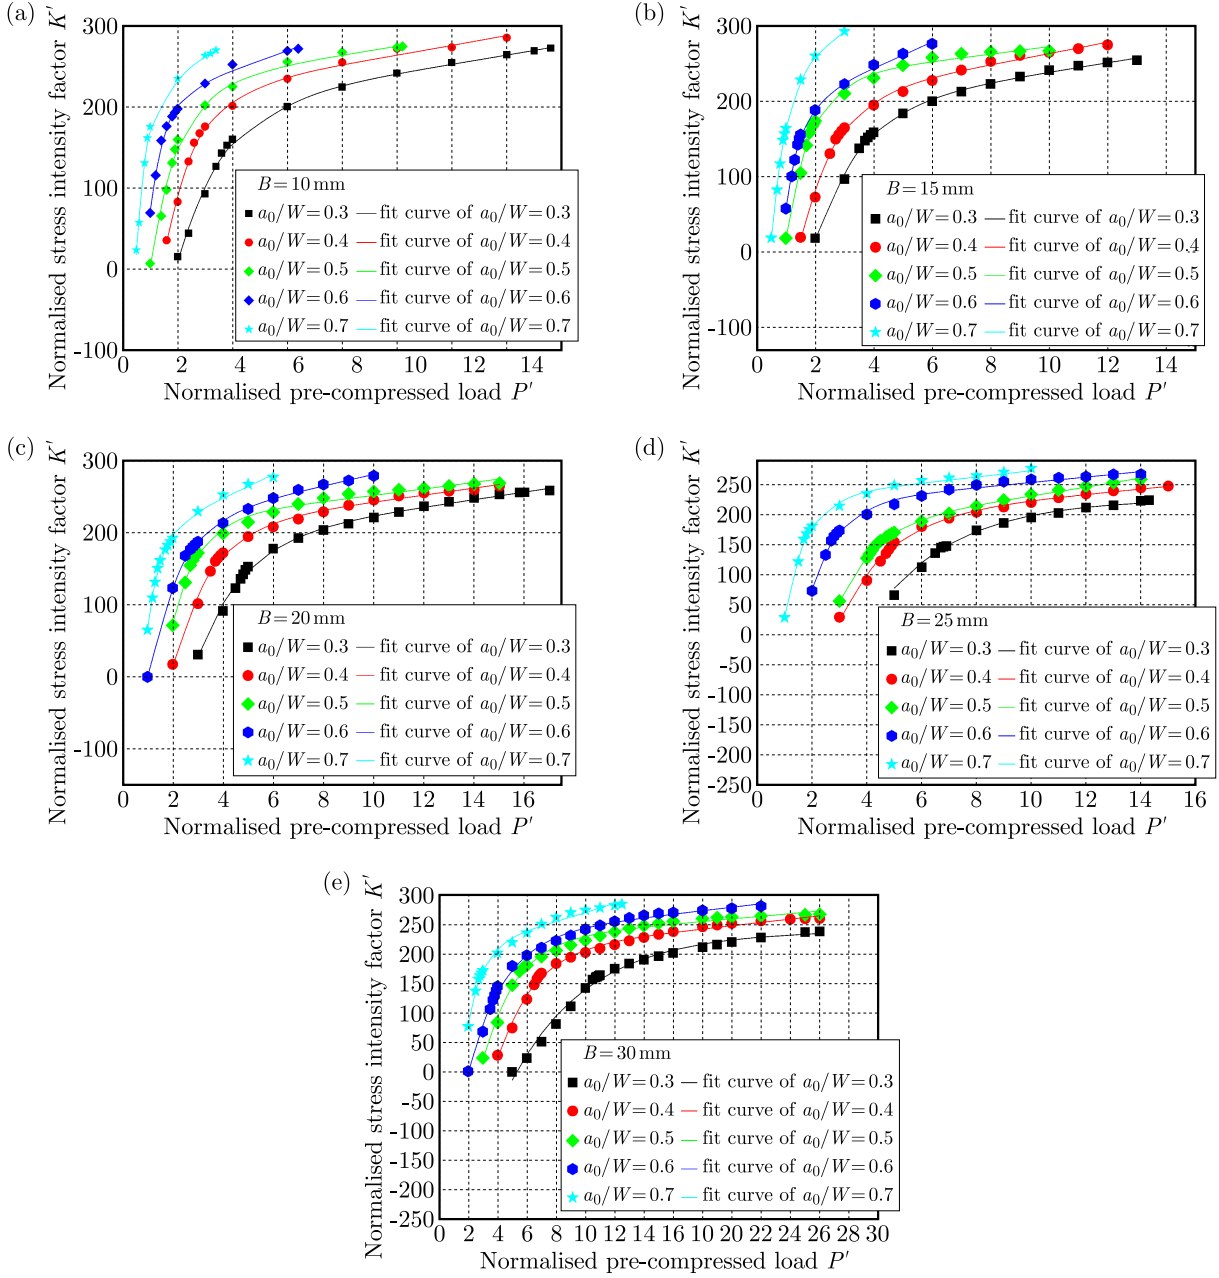 (a)
Normalised stress intensity factor K′
300
200
100
0
-100
B = 10 mm
a0/W = 0.3 fit curve of a0/W = 0.3
a0/W = 0.4 fit curve of a0/W = 0.4
a0/W = 0.5 fit curve of a0/W = 0.5
a0/W = 0.6 fit curve of a0/W = 0.6
a0/W = 0.7 fit curve of a0/W = 0.7
0 2 4 6 8 10 12 14
Normalised pre-compressed load P′
(b)
Normalised stress intensity factor K′
300
200
100
0
-100
B = 15 mm
a0/W = 0.3 fit curve of a0/W = 0.3
a0/W = 0.4 fit curve of a0/W = 0.4
a0/W = 0.5 fit curve of a0/W = 0.5
a0/W = 0.6 fit curve of a0/W = 0.6
a0/W = 0.7 fit curve of a0/W = 0.7
0 2 4 6 8 10 12 14
Normalised pre-compressed load P′
(c)
Normalised stress intensity factor K′
300
200
100
0
-100
B = 20 mm
a0/W = 0.3 fit curve of a0/W = 0.3
a0/W = 0.4 fit curve of a0/W = 0.4
a0/W = 0.5 fit curve of a0/W = 0.5
a0/W = 0.6 fit curve of a0/W = 0.6
a0/W = 0.7 fit curve of a0/W = 0.7
0 2 4 6 8 10 12 14 16
Normalised pre-compressed load P′
(d)
Normalised stress intensity factor K′
250
200
150
100
50
0
-50
-100
-150
-200
-250
B = 25 mm
a0/W = 0.3 fit curve of a0/W = 0.3
a0/W = 0.4 fit curve of a0/W = 0.4
a0/W = 0.5 fit curve of a0/W = 0.5
a0/W = 0.6 fit curve of a0/W = 0.6
a0/W = 0.7 fit curve of a0/W = 0.7
0 2 4 6 8 10 12 14 16
Normalised pre-compressed load P′
(e)
Normalised stress intensity factor K′
300
250
200
150
100
50
0
-50
-100
-150
-200
-250
B = 30 mm
a0/W = 0.3 fit curve of a0/W = 0.3
a0/W = 0.4 fit curve of a0/W = 0.4
a0/W = 0.5 fit curve of a0/W = 0.5
a0/W = 0.6 fit curve of a0/W = 0.6
a0/W = 0.7 fit curve of a0/W = 0.7
0 2 4 6 8 10 12 14 16 18 20 22 24 26 28 30
Normalised pre-compressed load P′